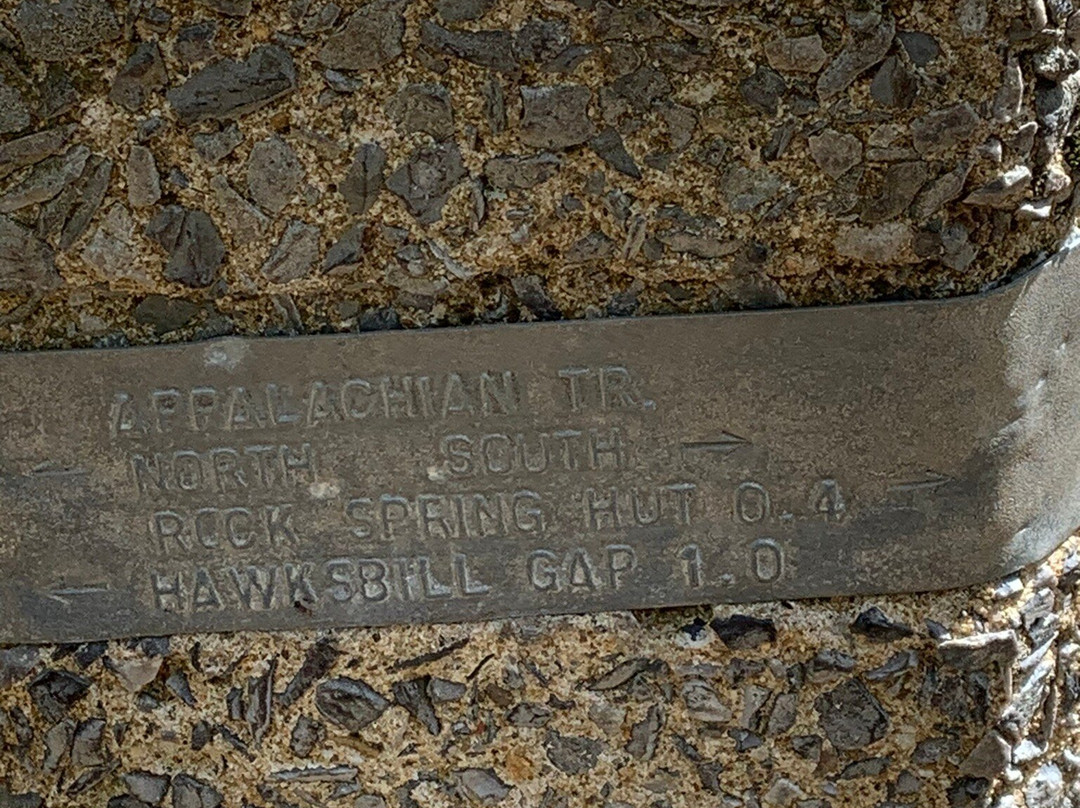 APPALACHIAN TR.
← NORTH SOUTH →
ROCK SPRING HUT 0.4 →
← HAWKSBILL GAP 1.0